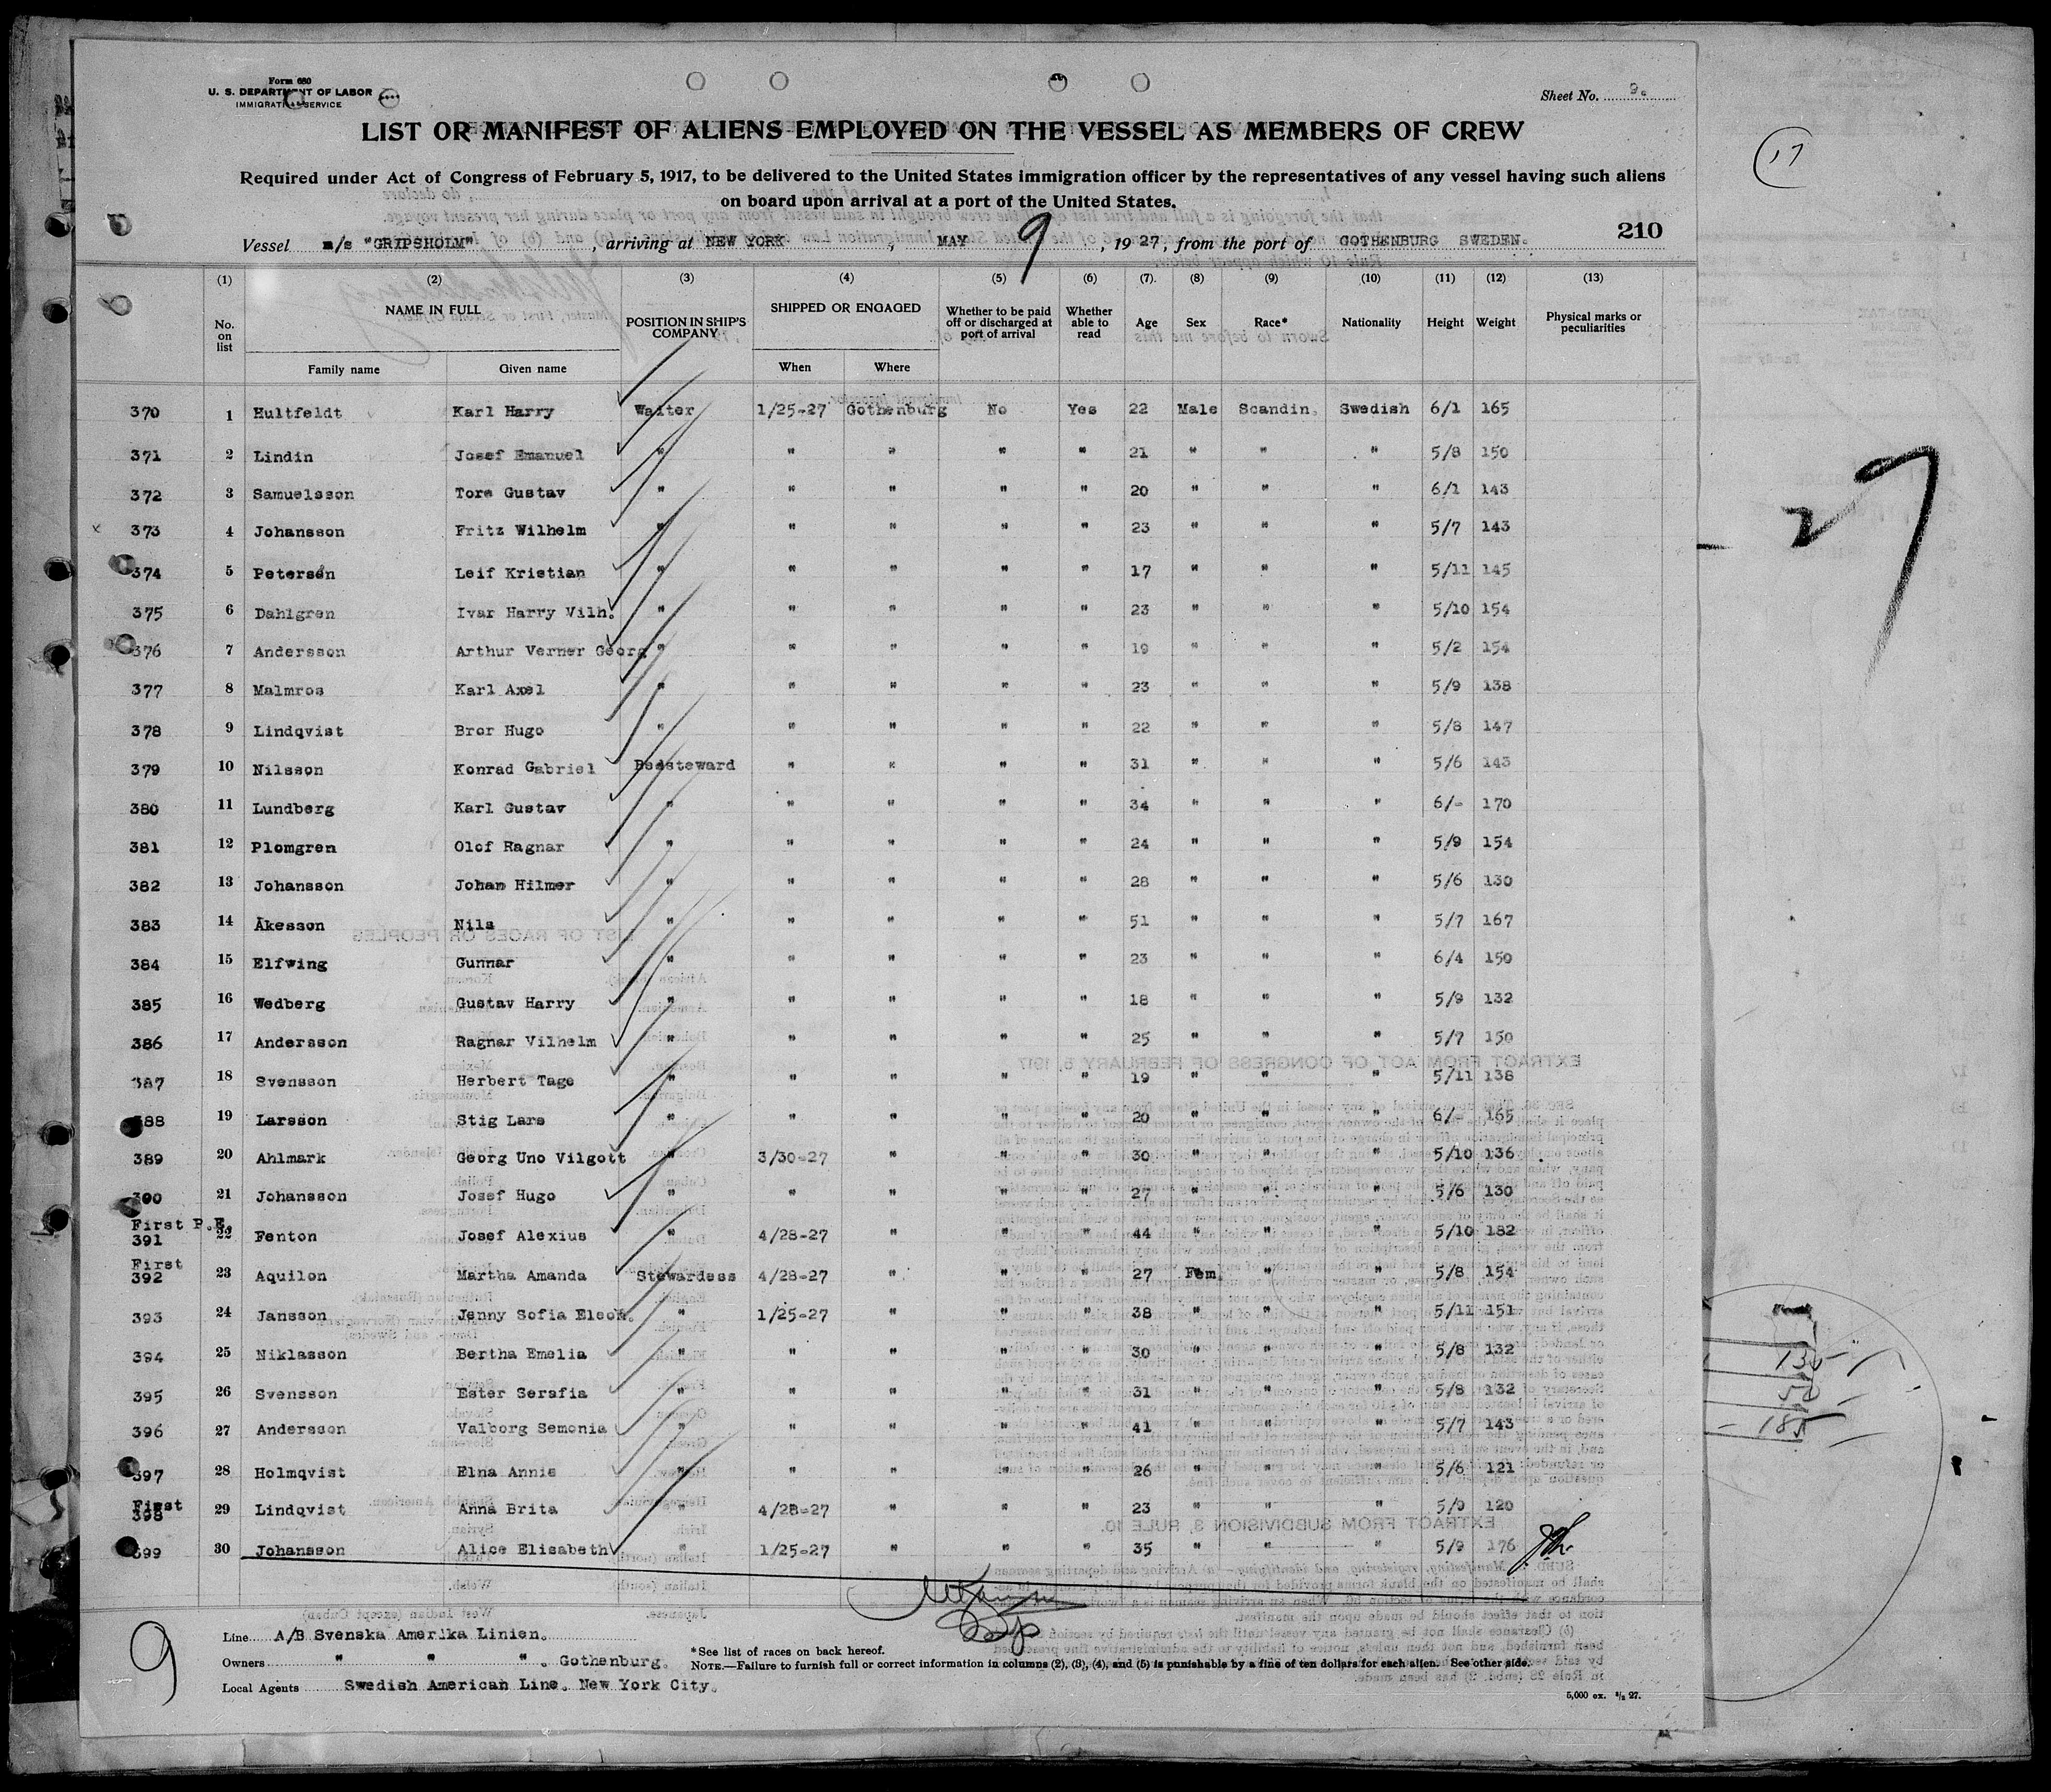 Form 680
U. S. DEPARTMENT OF LABOR
IMMIGRATION SERVICE
Sheet No. 9.
LIST OR MANIFEST OF ALIENS EMPLOYED ON THE VESSEL AS MEMBERS OF CREW
Required under Act of Congress of February 5, 1917, to be delivered to the United States immigration officer by the representatives of any vessel having such aliens
on board upon arrival at a port of the United States.
210
Vessel m/s "GRIPSHOLM", arriving at NEW YORK, MAY 9, 1927, from the port of GOTHENBURG SWEDEN.
(1) (2) (3) (4) (5) (6) (7) (8) (9) (10) (11) (12) (13)
No. on list NAME IN FULL Family name Given name POSITION IN SHIP'S COMPANY SHIPPED OR ENGAGED When Where Whether to be paid off or discharged at port of arrival Whether able to read Age Sex Race* Nationality Height Weight Physical marks or peculiarities
370 1 Hultfeldt Karl Harry Waiter 1/25-27 Gothenburg No Yes 22 Male Scandin. Swedish 6/1 165
371 2 Lindin Josef Emanuel " " " " " 21 " " " 5/8 150
372 3 Samuelsson Tore Gustav " " " " " 20 " " " 6/1 143
x 373 4 Johansson Fritz Wilhelm " " " " " 23 " " " 5/7 143
374 5 Petersén Leif Kristian " " " " " 17 " " " 5/11 145
375 6 Dahlgren Ivar Harry Vilh. " " " " " 23 " " " 5/10 154
376 7 Andersson Arthur Verner Georg " " " " " 19 " " " 5/2 154
377 8 Malmros Karl Axel " " " " " 23 " " " 5/9 138
378 9 Lindqvist Bror Hugo " " " " " 22 " " " 5/8 147
379 10 Nilsson Konrad Gabriel Bedsteward " " " " 31 " " " 5/6 143
380 11 Lundberg Karl Gustav " " " " " 34 " " " 6/- 170
381 12 Plomgren Olof Ragnar " " " " " 24 " " " 5/9 154
382 13 Johansson Johan Hilmer " " " " " 28 " " " 5/6 130
383 14 Åkesson Nils " " " " " 51 " " " 5/7 167
384 15 Elfwing Gunnar " " " " " 23 " " " 6/4 150
385 16 Wedberg Gustav Harry " " " " " 18 " " " 5/9 132
386 17 Andersson Ragnar Vilhelm " " " " " 25 " " " 5/7 150
387 18 Svensson Herbert Tage " " " " " 19 " " " 5/11 138
388 19 Larsson Stig Lars " " " " " 20 " " " 6/- 165
389 20 Ahlmark Georg Uno Vilgott " 3/30-27 " " " 30 " " " 5/10 136
390 21 Johansson Josef Hugo " " " " " 27 " " " 5/6 130
First P.E.
391 22 Fenton Josef Alexius " 4/28-27 " " " 44 " " " 5/10 182
First
392 23 Aquilon Martha Amanda Stewardess 4/28-27 " " " 27 Fem. " " 5/8 154
393 24 Jansson Jenny Sofia Elson. " 1/25-27 " " " 38 " " " 5/11 151
394 25 Niklasson Bertha Emelia " " " " " 30 " " " 5/8 132
395 26 Svensson Ester Serafia " " " " " 31 " " " 5/8 132
396 27 Andersson Valborg Semonia " " " " " 41 " " " 5/7 143
397 28 Holmqvist Elna Annie " " " " " 26 " " " 5/6 121
First
398 29 Lindqvist Anna Brita " 4/28-27 " " " 23 " " " 5/9 120
399 30 Johansson Alice Elisabeth " 1/25-27 " " " 35 " " " 5/9 176
9
Line A/B Svenska Amerika Linien.
Owners " " " . Gothenburg.
Local Agents Swedish American Line. New York City.
*See list of races on back hereof.
NOTE.—Failure to furnish full or correct information in columns (2), (3), (4), and (5) is punishable by a fine of ten dollars for each alien. See other side.
5,000 ex. 3/2 27.
17
27
135
50
185